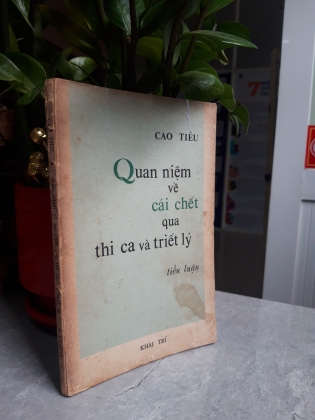 CAO TIÊU
Quan niệm
về
cái chết
qua
thi ca và triết lý
tiểu luận
KHAI TRÍ